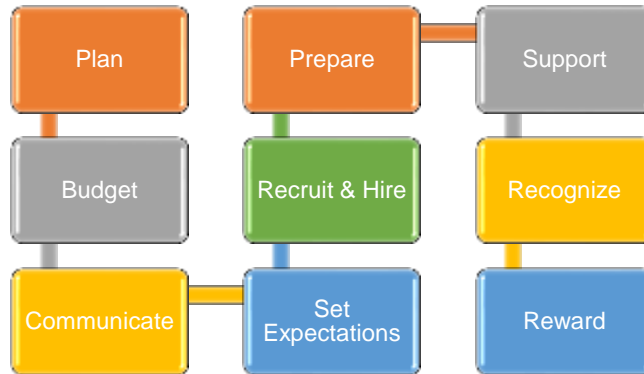 Plan
Budget
Communicate
Set
Expectations
Recruit & Hire
Prepare
Support
Recognize
Reward